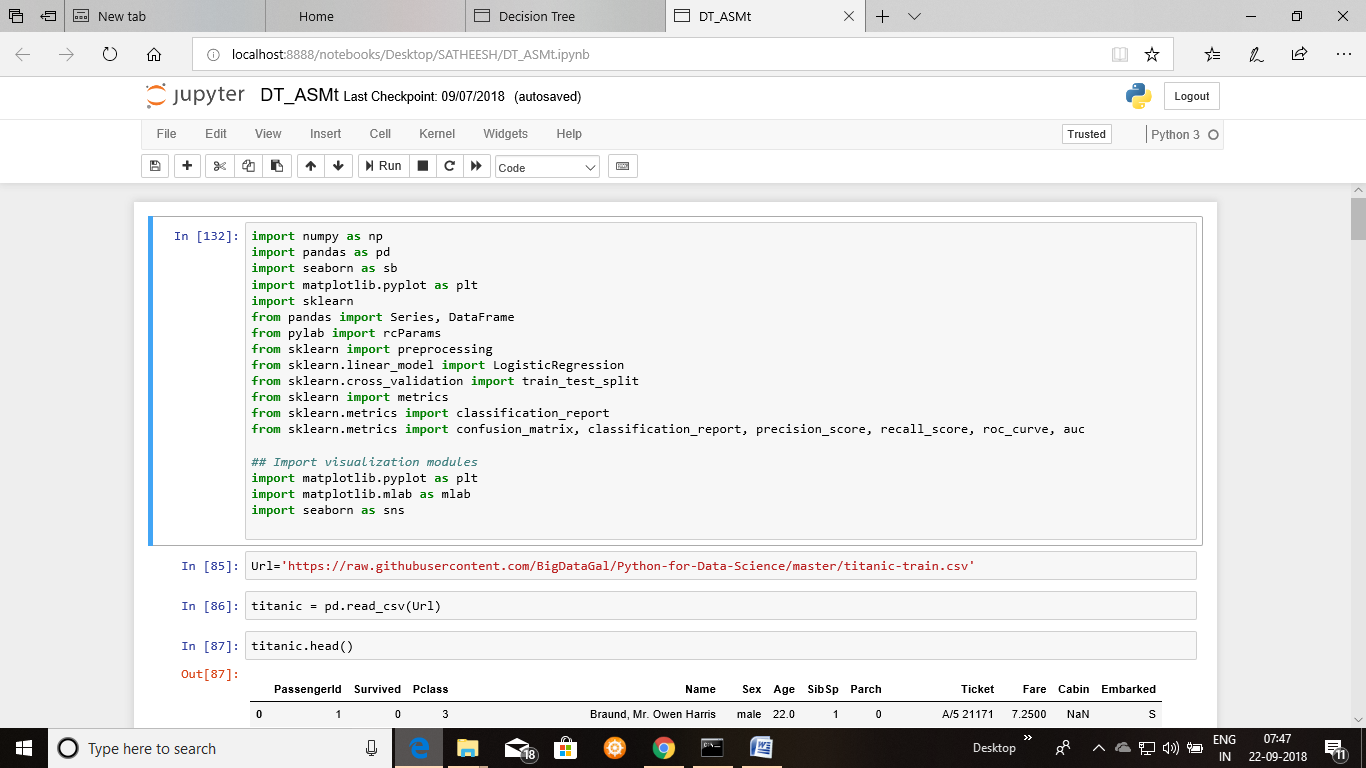 New tab
Home
Decision Tree
DT_ASMt
localhost:8888/notebooks/Desktop/SATHEESH/DT_ASMt.ipynb
jupyter DT_ASMt Last Checkpoint: 09/07/2018 (autosaved)
Logout
File Edit View Insert Cell Kernel Widgets Help
Trusted
Python 3
Run
Code
In [132]:
import numpy as np
import pandas as pd
import seaborn as sb
import matplotlib.pyplot as plt
import sklearn
from pandas import Series, DataFrame
from pylab import rcParams
from sklearn import preprocessing
from sklearn.linear_model import LogisticRegression
from sklearn.cross_validation import train_test_split
from sklearn import metrics
from sklearn.metrics import classification_report
from sklearn.metrics import confusion_matrix, classification_report, precision_score, recall_score, roc_curve, auc
## Import visualization modules
import matplotlib.pyplot as plt
import matplotlib.mlab as mlab
import seaborn as sns
In [85]: Url='https://raw.githubusercontent.com/BigDataGal/Python-for-Data-Science/master/titanic-train.csv'
In [86]: titanic = pd.read_csv(Url)
In [87]: titanic.head()
Out[87]:
PassengerId Survived Pclass Name Sex Age SibSp Parch Ticket Fare Cabin Embarked
0 1 0 3 Braund, Mr. Owen Harris male 22.0 1 0 A/5 21171 7.2500 NaN S
Type here to search
18
Desktop
ENG
IN
07:47
22-09-2018
11